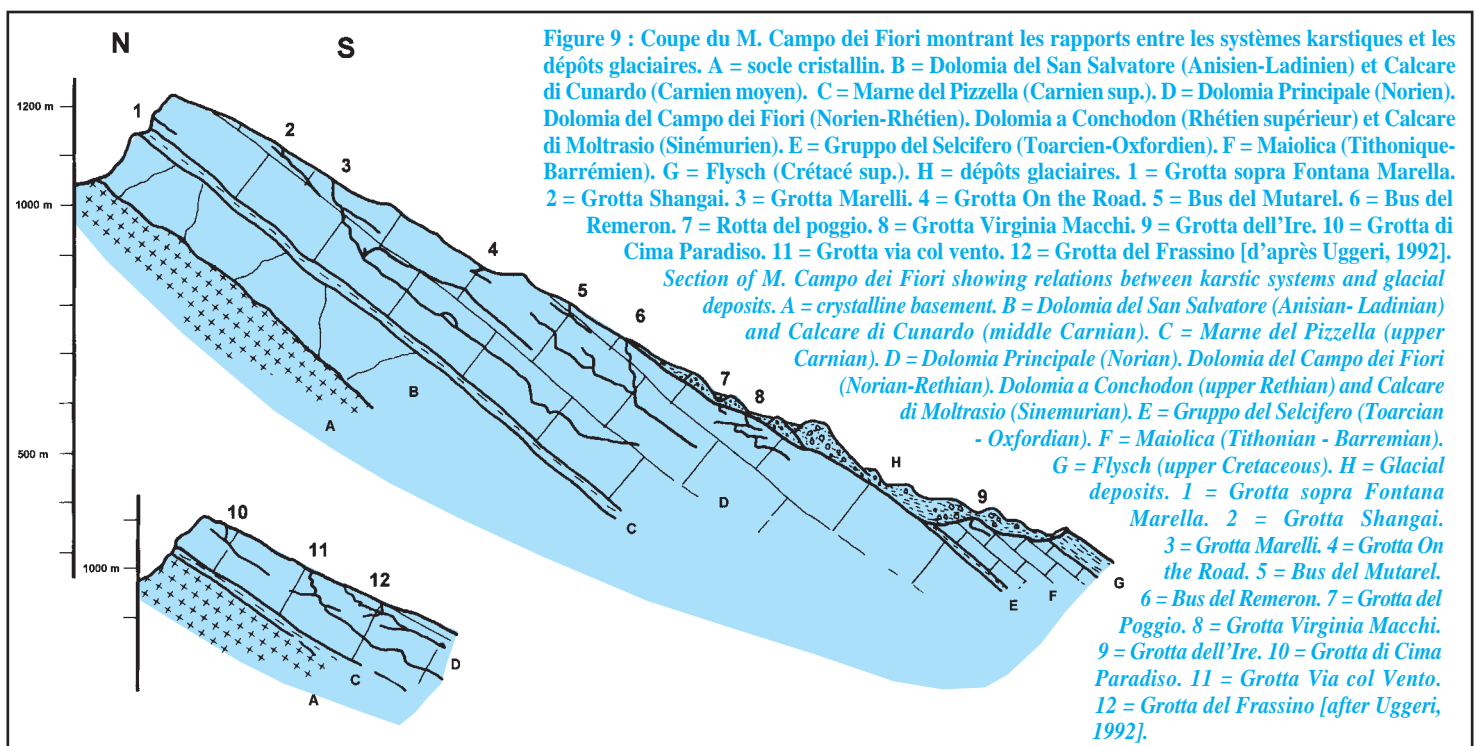 N
S
Figure 9 : Coupe du M. Campo dei Fiori montrant les rapports entre les systèmes karstiques et les
dépôts glaciaires. A = socle cristallin. B = Dolomia del San Salvatore (Anisien-Ladinien) et Calcare
di Cunardo (Carnien moyen). C = Marne del Pizzella (Carnien sup.). D = Dolomia Principale (Norien).
Dolomia del Campo dei Fiori (Norien-Rhétien). Dolomia a Conchodon (Rhétien supérieur) et Calcare
di Moltrasio (Sinémurien). E = Gruppo del Selcifero (Toarcien-Oxfordien). F = Maiolica (Tithonique-
Barrémien). G = Flysch (Crétacé sup.). H = dépôts glaciaires. 1 = Grotta sopra Fontana Marella.
2 = Grotta Shangai. 3 = Grotta Marelli. 4 = Grotta On the Road. 5 = Bus del Mutarel. 6 = Bus del
Remeron. 7 = Rotta del poggio. 8 = Grotta Virginia Macchi. 9 = Grotta dell'Ire. 10 = Grotta di
Cima Paradiso. 11 = Grotta via col vento. 12 = Grotta del Frassino [d'après Uggeri, 1992].
Section of M. Campo dei Fiori showing relations between karstic systems and glacial
deposits. A = crystalline basement. B = Dolomia del San Salvatore (Anisian- Ladinian)
and Calcare di Cunardo (middle Carnian). C = Marne del Pizzella (upper
Carnian). D = Dolomia Principale (Norian). Dolomia del Campo dei Fiori
(Norian-Rethian). Dolomia a Conchodon (upper Rethian) and Calcare
di Moltrasio (Sinemurian). E = Gruppo del Selcifero (Toarcian
- Oxfordian). F = Maiolica (Tithonian - Barremian).
G = Flysch (upper Cretaceous). H = Glacial
deposits. 1 = Grotta sopra Fontana
Marella. 2 = Grotta Shangai.
3 = Grotta Marelli. 4 = Grotta On
the Road. 5 = Bus del Mutarel.
6 = Bus del Remeron. 7 = Grotta del
Poggio. 8 = Grotta Virginia Macchi.
9 = Grotta dell'Ire. 10 = Grotta di Cima
Paradiso. 11 = Grotta Via col Vento.
12 = Grotta del Frassino [after Uggeri,
1992].
1200 m
1000 m
500 m
1
2
3
4
5
6
7
8
9
A
B
C
D
E
F
G
H
1000 m
10
11
12
A
C
D